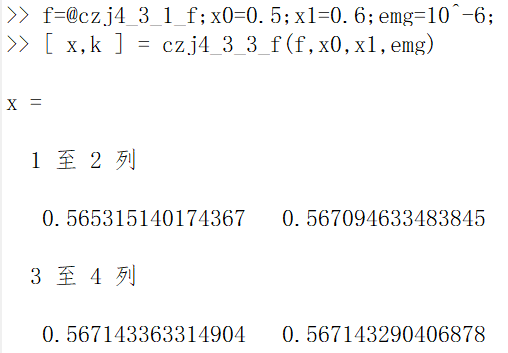 >> f=@czj4_3_1_f;x0=0.5;x1=0.6;emg=10^-6;
>> [ x,k ] = czj4_3_3_f(f,x0,x1,emg)
x =
1 至 2 列
0.565315140174367 0.567094633483845
3 至 4 列
0.567143363314904 0.567143290406878